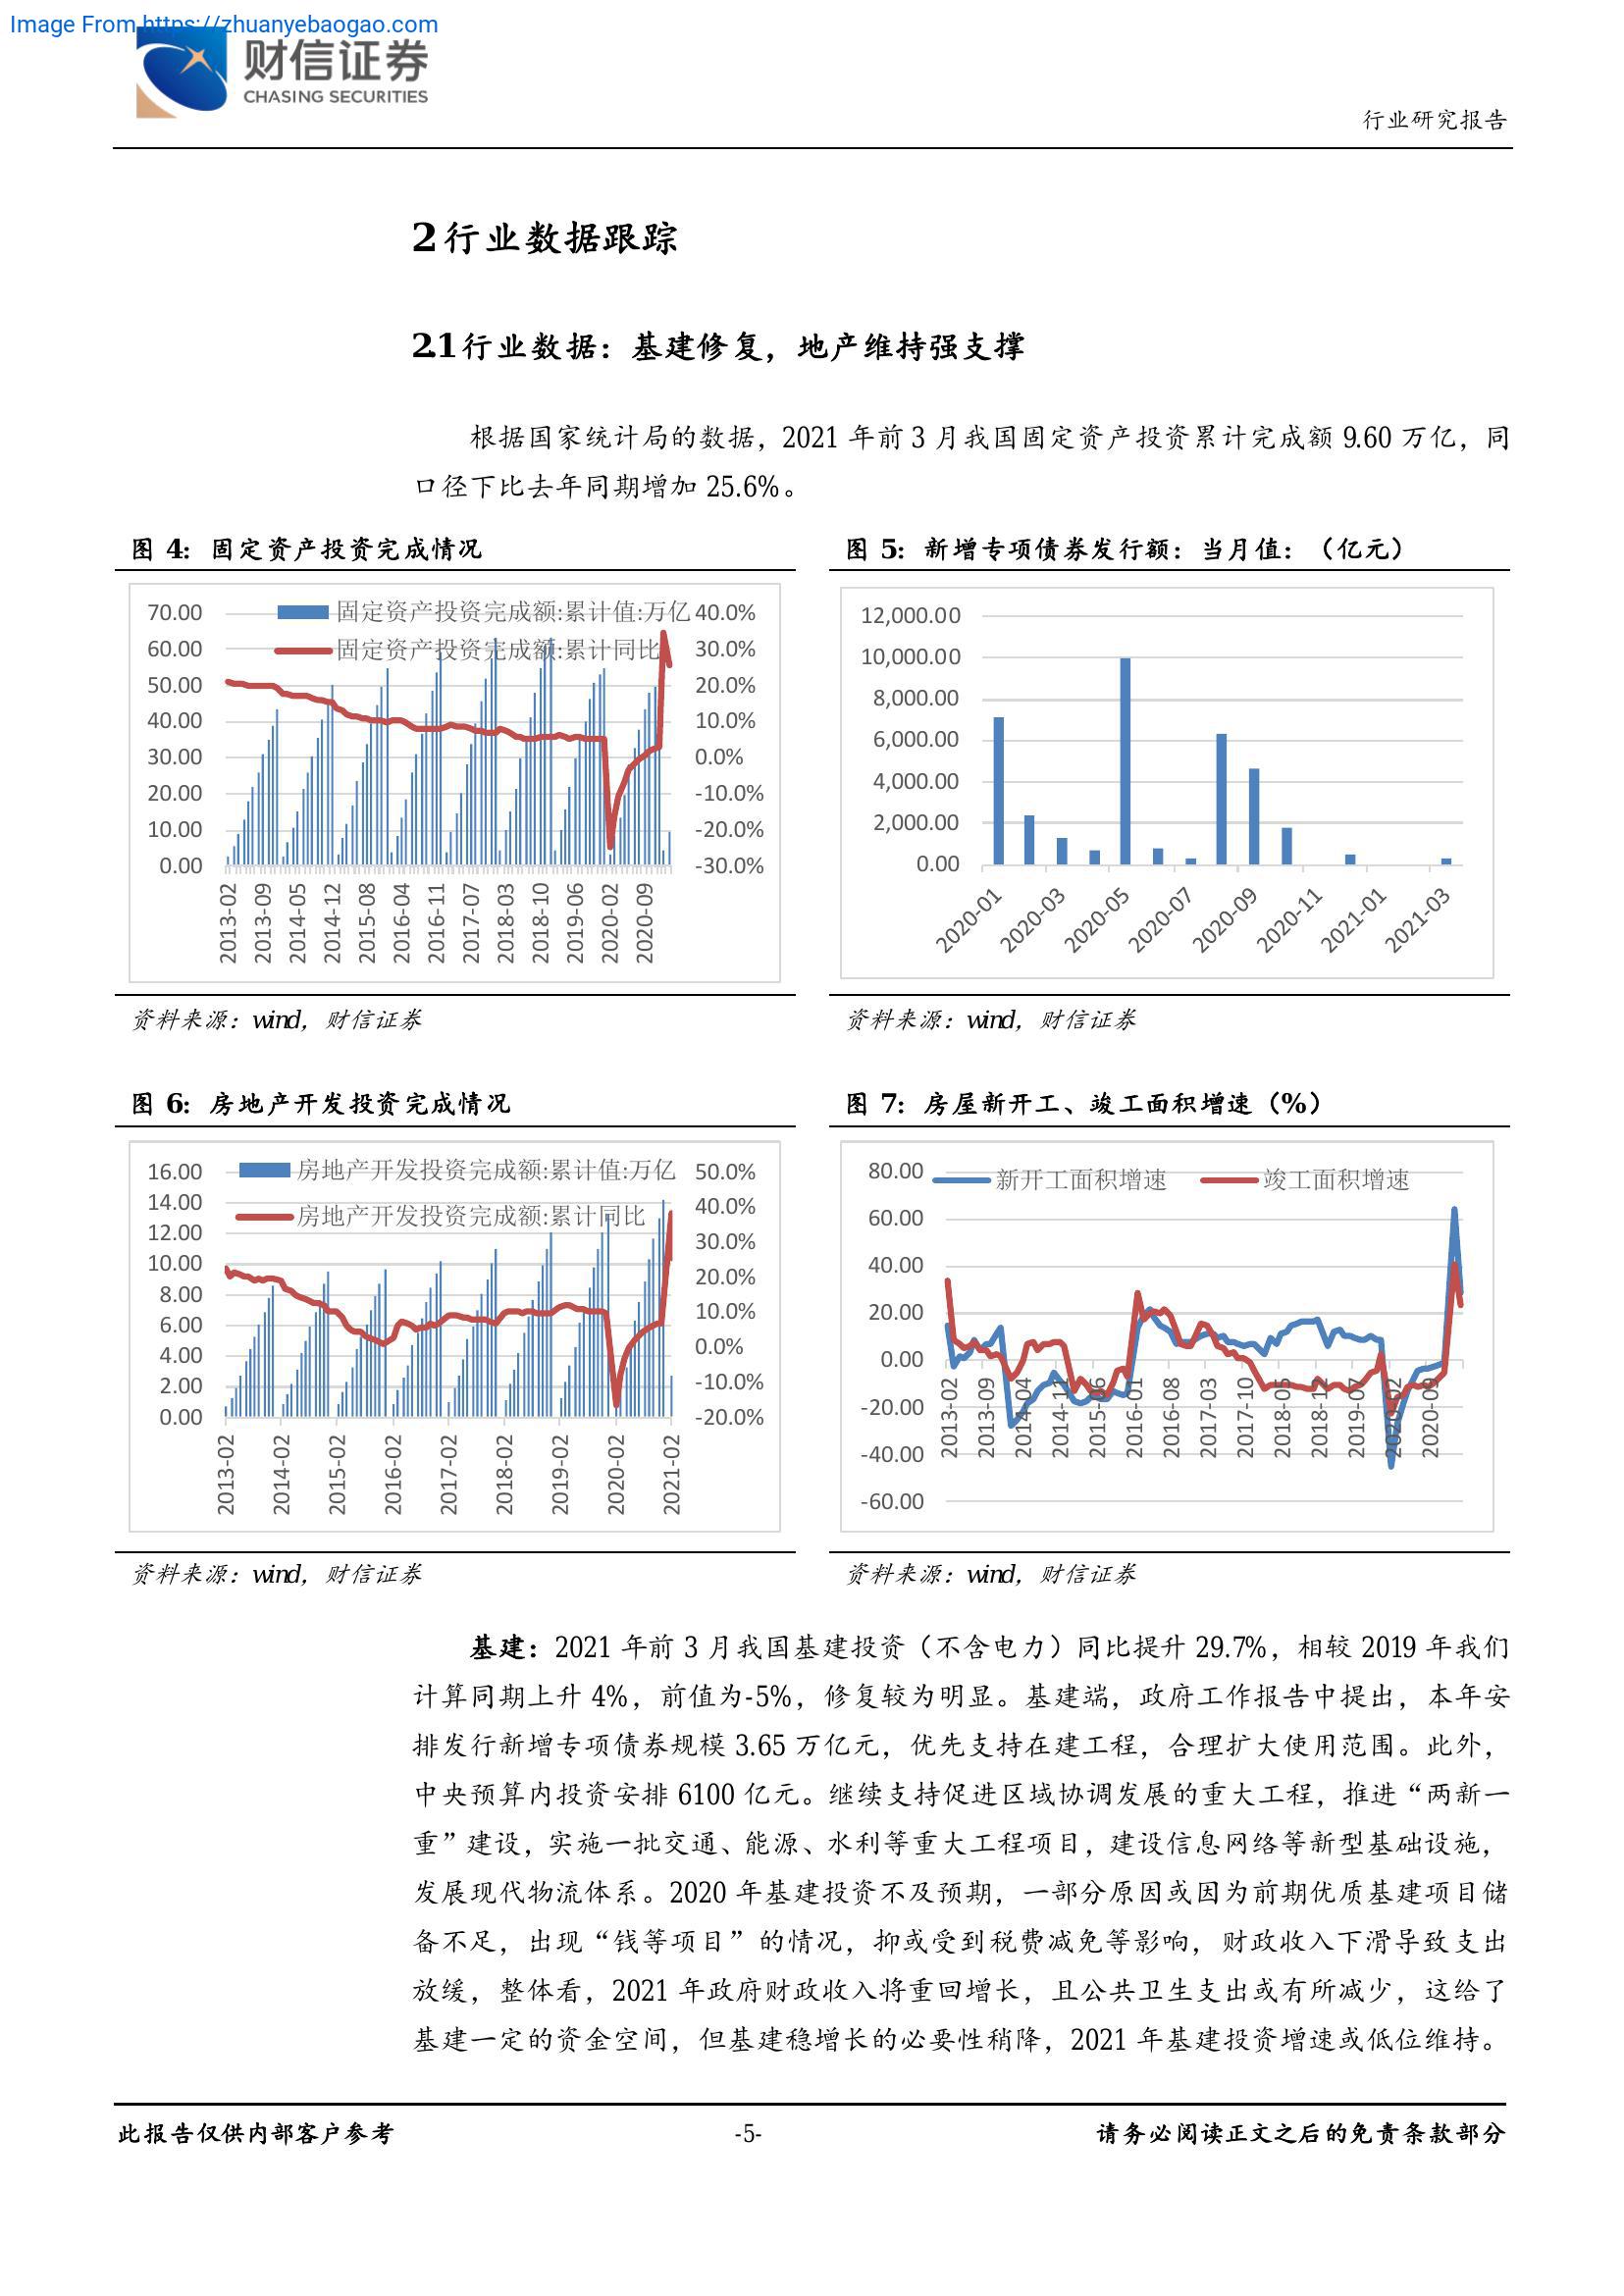 Image From https://zhuanyebaogao.com
财信证券
CHASING SECURITIES
行业研究报告
2 行业数据跟踪
2.1 行业数据：基建修复，地产维持强支撑
根据国家统计局的数据，2021 年前 3 月我国固定资产投资累计完成额 9.60 万亿，同
口径下比去年同期增加 25.6%。
图 4：固定资产投资完成情况
70.00
60.00
50.00
40.00
30.00
20.00
10.00
0.00
固定资产投资完成额:累计值:万亿
固定资产投资完成额:累计同比
40.0%
30.0%
20.0%
10.0%
0.0%
-10.0%
-20.0%
-30.0%
2013-02
2013-09
2014-05
2014-12
2015-08
2016-04
2016-11
2017-07
2018-03
2018-10
2019-06
2020-02
2020-09
资料来源：wind，财信证券
图 5：新增专项债券发行额：当月值：（亿元）
12,000.00
10,000.00
8,000.00
6,000.00
4,000.00
2,000.00
0.00
2020-01
2020-03
2020-05
2020-07
2020-09
2020-11
2021-01
2021-03
资料来源：wind，财信证券
图 6：房地产开发投资完成情况
16.00
14.00
12.00
10.00
8.00
6.00
4.00
2.00
0.00
房地产开发投资完成额:累计值:万亿
房地产开发投资完成额:累计同比
50.0%
40.0%
30.0%
20.0%
10.0%
0.0%
-10.0%
-20.0%
2013-02
2014-02
2015-02
2016-02
2017-02
2018-02
2019-02
2020-02
2021-02
资料来源：wind，财信证券
图 7：房屋新开工、竣工面积增速（%）
80.00
60.00
40.00
20.00
0.00
-20.00
-40.00
-60.00
新开工面积增速
竣工面积增速
2013-02
2013-09
2014-04
2014-11
2015-06
2016-01
2016-08
2017-03
2017-10
2018-05
2018-12
2019-07
2020-02
2020-09
资料来源：wind，财信证券
基建：2021 年前 3 月我国基建投资（不含电力）同比提升 29.7%，相较 2019 年我们
计算同期上升 4%，前值为-5%，修复较为明显。基建端，政府工作报告中提出，本年安
排发行新增专项债券规模 3.65 万亿元，优先支持在建工程，合理扩大使用范围。此外，
中央预算内投资安排 6100 亿元。继续支持促进区域协调发展的重大工程，推进“两新一
重”建设，实施一批交通、能源、水利等重大工程项目，建设信息网络等新型基础设施，
发展现代物流体系。2020 年基建投资不及预期，一部分原因或因为前期优质基建项目储
备不足，出现“钱等项目”的情况，抑或受到税费减免等影响，财政收入下滑导致支出
放缓，整体看，2021 年政府财政收入将重回增长，且公共卫生支出或有所减少，这给了
基建一定的资金空间，但基建稳增长的必要性稍降，2021 年基建投资增速或低位维持。
此报告仅供内部客户参考
-5-
请务必阅读正文之后的免责条款部分